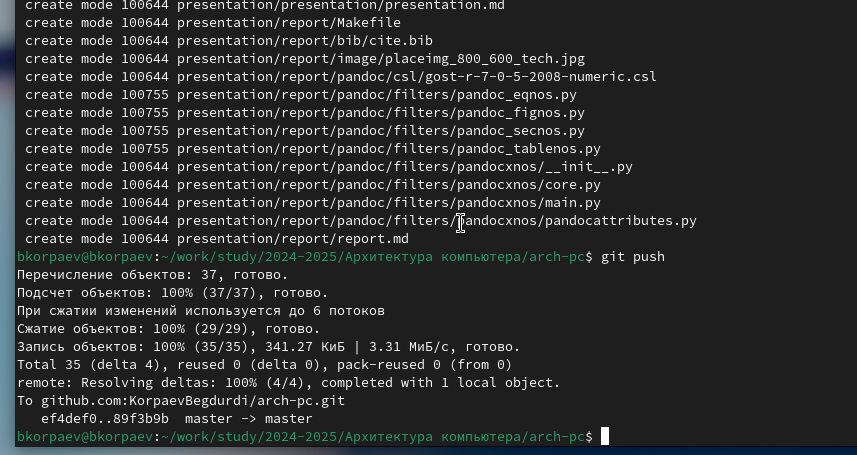 create mode 100644 presentation/presentation/presentation.md
create mode 100644 presentation/report/Makefile
create mode 100644 presentation/report/bib/cite.bib
create mode 100644 presentation/report/image/placeimg_800_600_tech.jpg
create mode 100644 presentation/report/pandoc/csl/gost-r-7-0-5-2008-numeric.csl
create mode 100755 presentation/report/pandoc/filters/pandoc_eqnos.py
create mode 100755 presentation/report/pandoc/filters/pandoc_fignos.py
create mode 100755 presentation/report/pandoc/filters/pandoc_secnos.py
create mode 100755 presentation/report/pandoc/filters/pandoc_tablenos.py
create mode 100644 presentation/report/pandoc/filters/pandocxnos/__init__.py
create mode 100644 presentation/report/pandoc/filters/pandocxnos/core.py
create mode 100644 presentation/report/pandoc/filters/pandocxnos/main.py
create mode 100644 presentation/report/pandoc/filters/pandocxnos/pandocattributes.py
create mode 100644 presentation/report/report.md
bkorpaev@bkorpaev:~/work/study/2024-2025/Архитектура компьютера/arch-pc$ git push
Перечисление объектов: 37, готово.
Подсчет объектов: 100% (37/37), готово.
При сжатии изменений используется до 6 потоков
Сжатие объектов: 100% (29/29), готово.
Запись объектов: 100% (35/35), 341.27 КиБ | 3.31 МиБ/с, готово.
Total 35 (delta 4), reused 0 (delta 0), pack-reused 0 (from 0)
remote: Resolving deltas: 100% (4/4), completed with 1 local object.
To github.com:KorpaevBegdurdi/arch-pc.git
ef4def0..89f3b9b  master -> master
bkorpaev@bkorpaev:~/work/study/2024-2025/Архитектура компьютера/arch-pc$